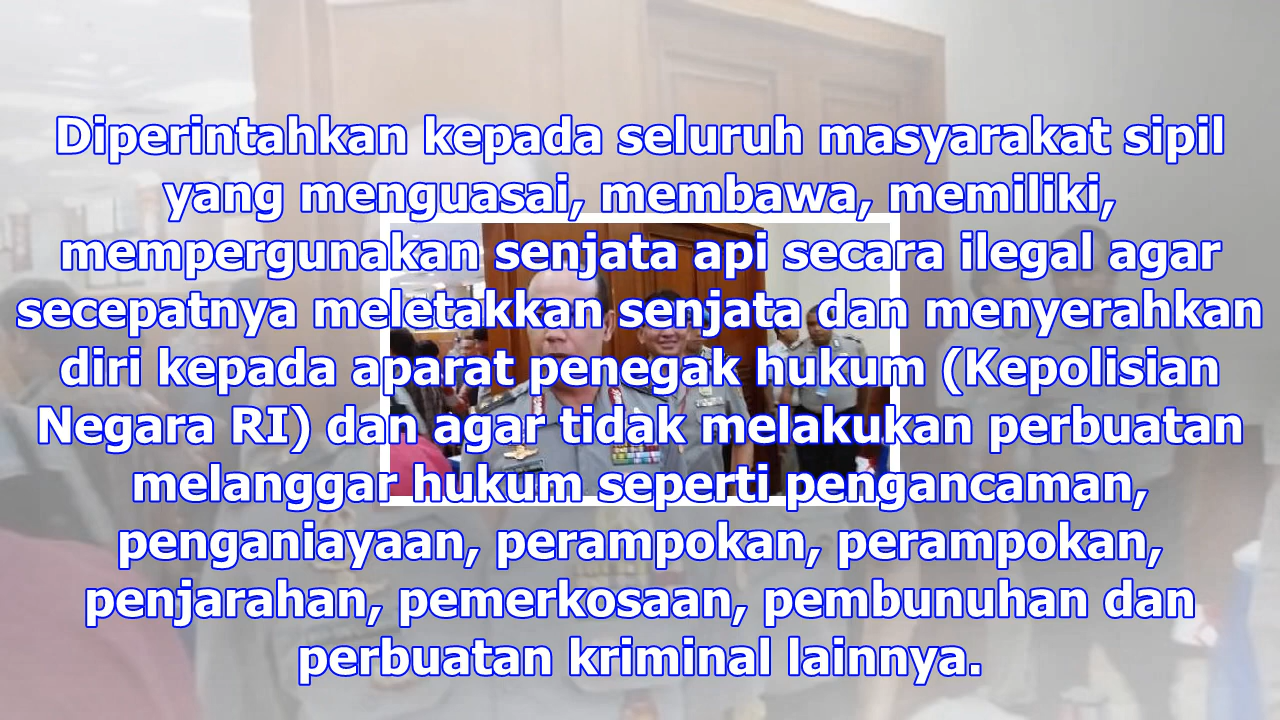 Diperintahkan kepada seluruh masyarakat sipil
yang menguasai, membawa, memiliki,
mempergunakan senjata api secara ilegal agar
secepatnya meletakkan senjata dan menyerahkan
diri kepada aparat penegak hukum (Kepolisian
Negara RI) dan agar tidak melakukan perbuatan
melanggar hukum seperti pengancaman,
penganiayaan, perampokan, perampokan,
penjarahan, pemerkosaan, pembunuhan dan
perbuatan kriminal lainnya.